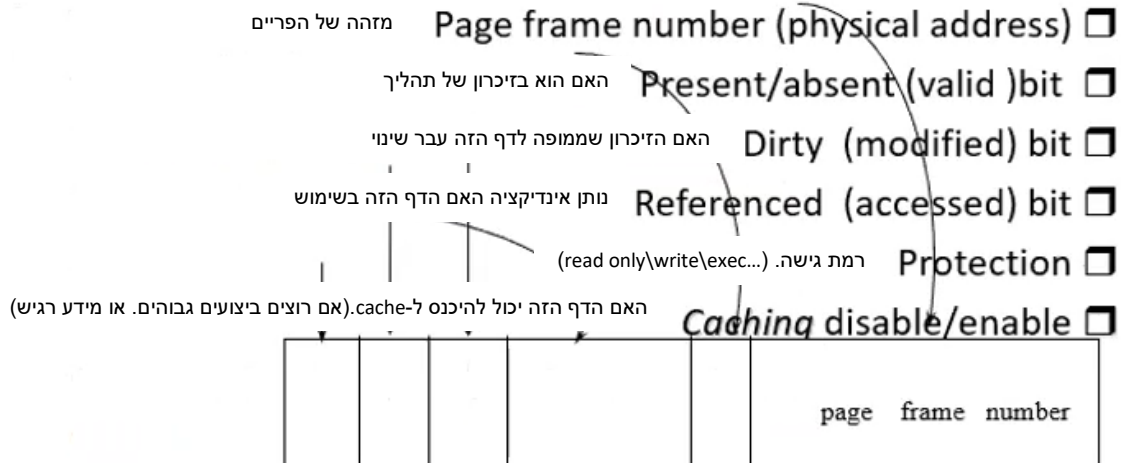 ❒ Page frame number (physical address) מזהה של הפריים
❒ Present/absent (valid )bit האם הוא בזיכרון של תהליך
❒ Dirty (modified) bit האם הזיכרון שממופה לדף הזה עבר שינוי
❒ Referenced (accessed) bit נותן אינדיקציה האם הדף הזה בשימוש
❒ Protection רמת גישה. (read only\write\exec...)
❒ Caching disable/enable האם הדף הזה יכול להיכנס ל-cache.(אם רוצים ביצועים גבוהים. או מידע רגיש)
page frame number